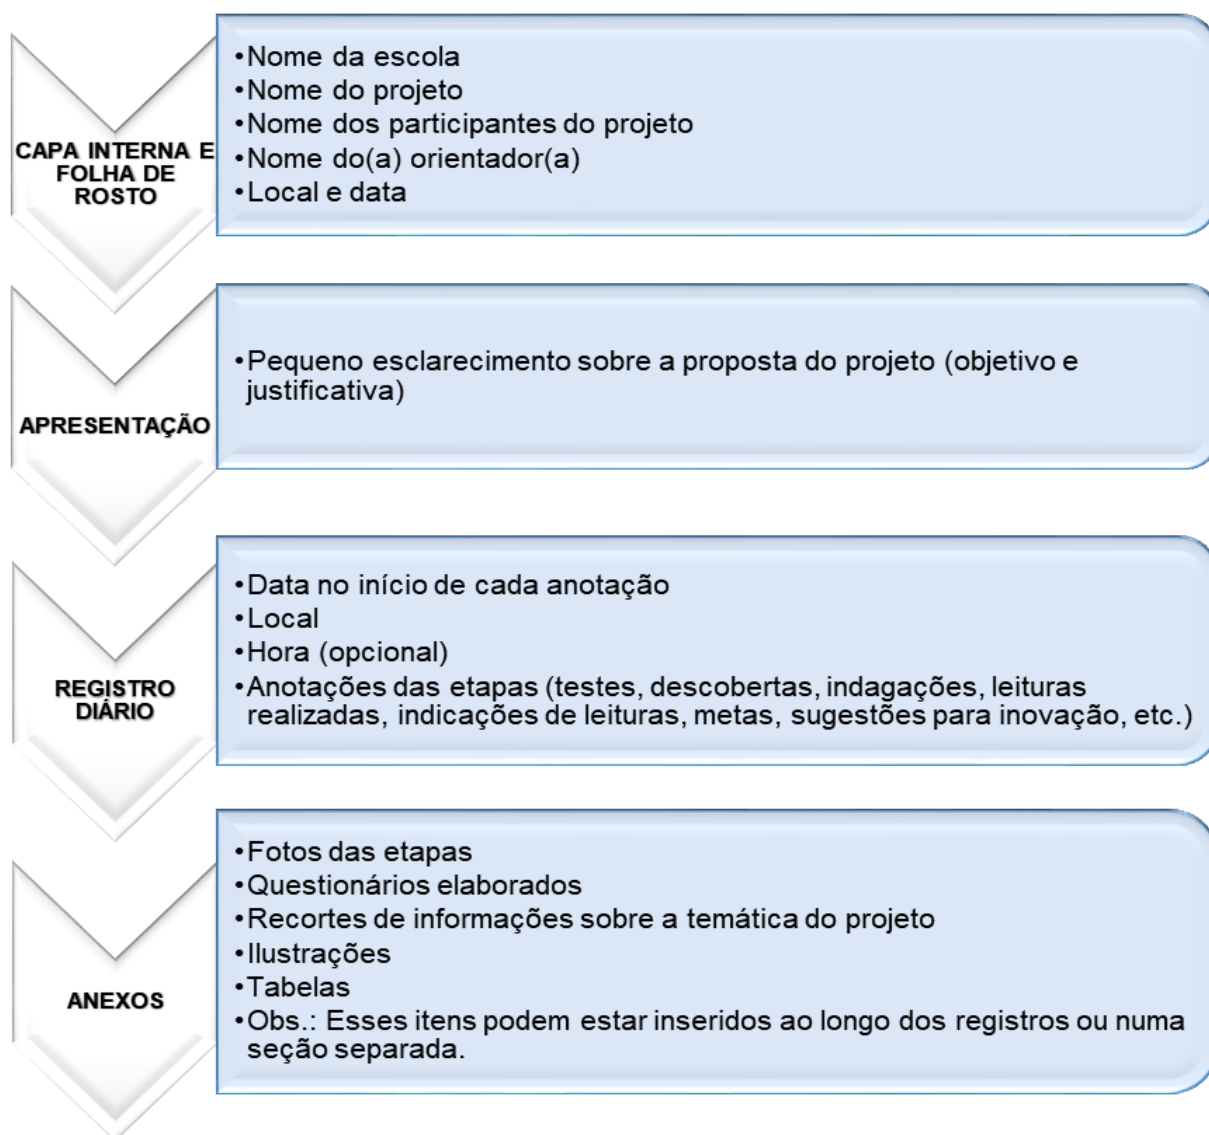 CAPA INTERNA E
FOLHA DE
ROSTO
•Nome da escola
•Nome do projeto
•Nome dos participantes do projeto
•Nome do(a) orientador(a)
•Local e data
APRESENTAÇÃO
•Pequeno esclarecimento sobre a proposta do projeto (objetivo e
justificativa)
REGISTRO
DIÁRIO
•Data no início de cada anotação
•Local
•Hora (opcional)
•Anotações das etapas (testes, descobertas, indagações, leituras
realizadas, indicações de leituras, metas, sugestões para inovação, etc.)
ANEXOS
•Fotos das etapas
•Questionários elaborados
•Recortes de informações sobre a temática do projeto
•Ilustrações
•Tabelas
•Obs.: Esses itens podem estar inseridos ao longo dos registros ou numa
seção separada.